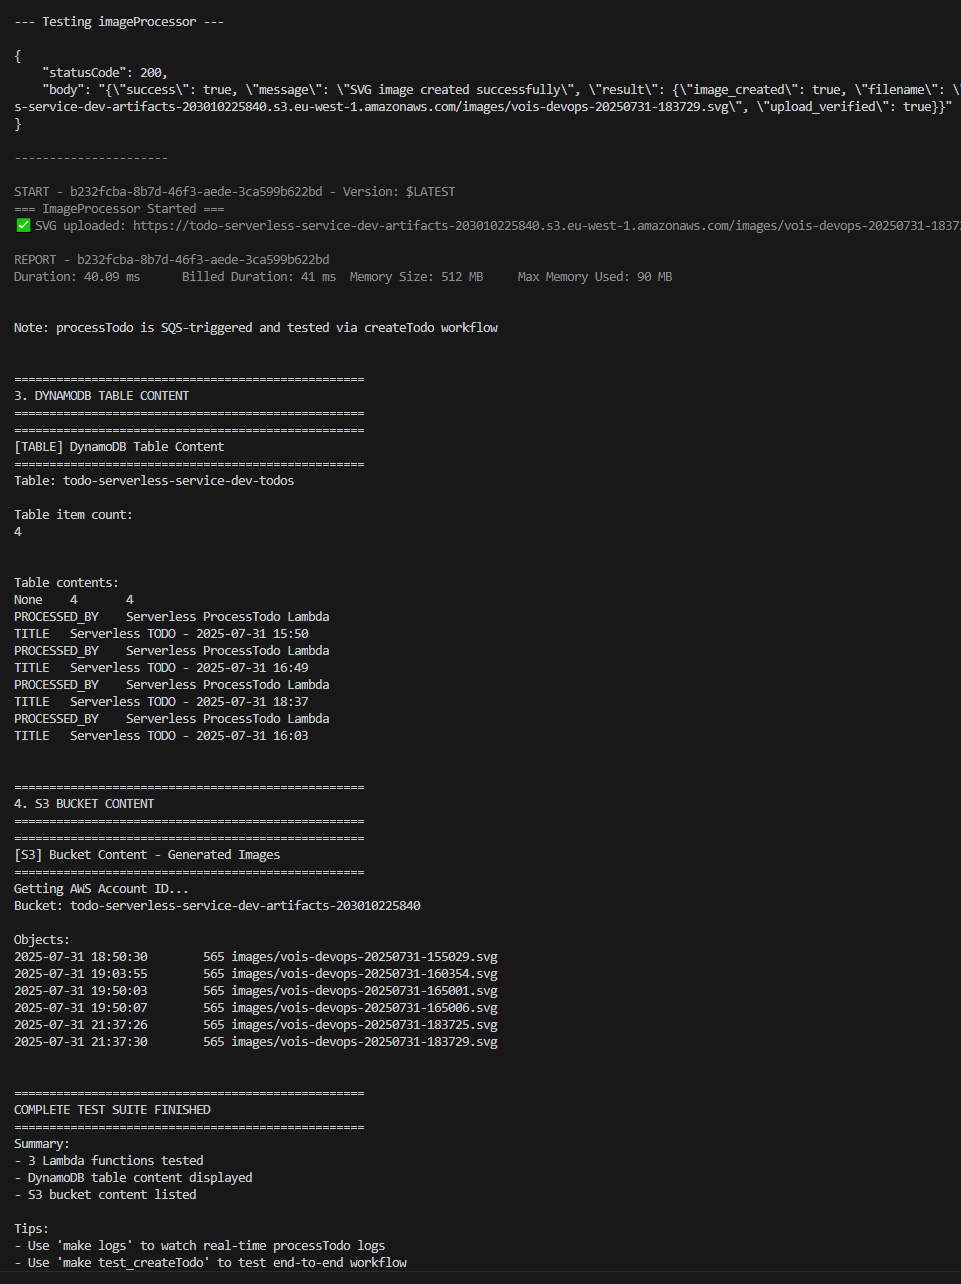 --- Testing imageProcessor ---
{
"statusCode": 200,
"body": "{\"success\": true, \"message\": \"SVG image created successfully\", \"result\": {\"image_created\": true, \"filename\": \
s-service-dev-artifacts-203010225840.s3.eu-west-1.amazonaws.com/images/vois-devops-20250731-183729.svg\", \"upload_verified\": true}}"
}
----------------------
START - b232fcba-8b7d-46f3-aede-3ca599b622bd - Version: $LATEST
=== ImageProcessor Started ===
✅ SVG uploaded: https://todo-serverless-service-dev-artifacts-203010225840.s3.eu-west-1.amazonaws.com/images/vois-devops-20250731-1837
REPORT - b232fcba-8b7d-46f3-aede-3ca599b622bd
Duration: 40.09 ms      Billed Duration: 41 ms  Memory Size: 512 MB     Max Memory Used: 90 MB
Note: processTodo is SQS-triggered and tested via createTodo workflow
==================================================
3. DYNAMODB TABLE CONTENT
==================================================
==================================================
[TABLE] DynamoDB Table Content
==================================================
Table: todo-serverless-service-dev-todos
Table item count:
4
Table contents:
None    4       4
PROCESSED_BY    Serverless ProcessTodo Lambda
TITLE   Serverless TODO - 2025-07-31 15:50
PROCESSED_BY    Serverless ProcessTodo Lambda
TITLE   Serverless TODO - 2025-07-31 16:49
PROCESSED_BY    Serverless ProcessTodo Lambda
TITLE   Serverless TODO - 2025-07-31 18:37
PROCESSED_BY    Serverless ProcessTodo Lambda
TITLE   Serverless TODO - 2025-07-31 16:03
==================================================
4. S3 BUCKET CONTENT
==================================================
==================================================
[S3] Bucket Content - Generated Images
==================================================
Getting AWS Account ID...
Bucket: todo-serverless-service-dev-artifacts-203010225840
Objects:
2025-07-31 18:50:30        565 images/vois-devops-20250731-155029.svg
2025-07-31 19:03:55        565 images/vois-devops-20250731-160354.svg
2025-07-31 19:50:03        565 images/vois-devops-20250731-165001.svg
2025-07-31 19:50:07        565 images/vois-devops-20250731-165006.svg
2025-07-31 21:37:26        565 images/vois-devops-20250731-183725.svg
2025-07-31 21:37:30        565 images/vois-devops-20250731-183729.svg
==================================================
COMPLETE TEST SUITE FINISHED
==================================================
Summary:
- 3 Lambda functions tested
- DynamoDB table content displayed
- S3 bucket content listed
Tips:
- Use 'make logs' to watch real-time processTodo logs
- Use 'make test_createTodo' to test end-to-end workflow